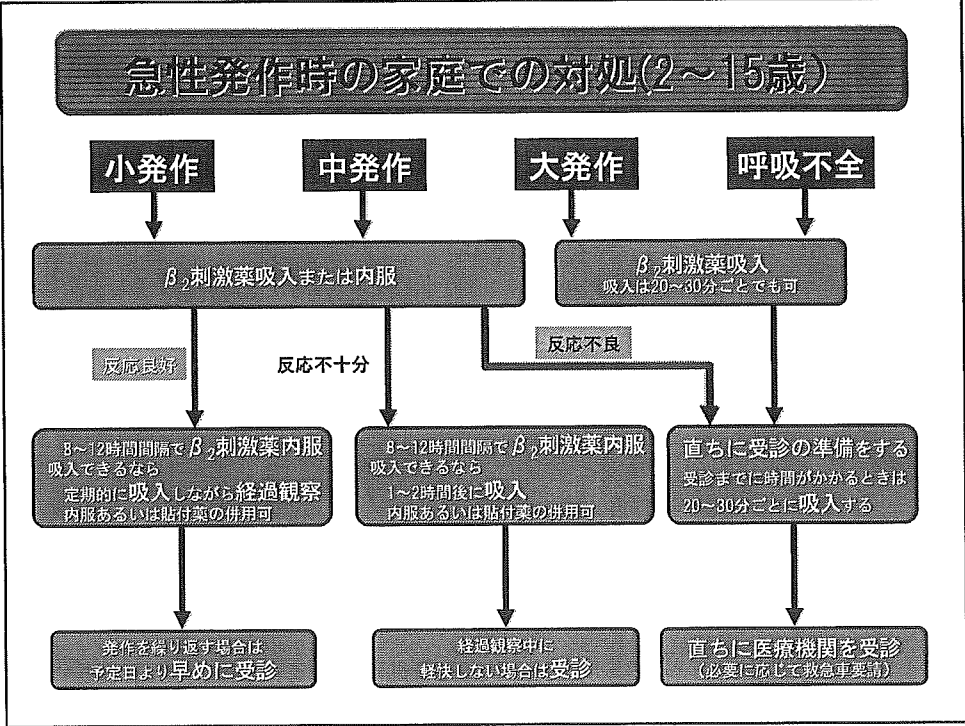 急性発作時の家庭での対処(2～15歳)
小発作
中発作
大発作
呼吸不全
β2刺激薬吸入または内服
β2刺激薬吸入
吸入は20～30分ごとでも可
反応良好
反応不十分
反応不良
8～12時間間隔でβ2刺激薬内服
吸入できるなら
定期的に吸入しながら経過観察
内服あるいは貼付薬の併用可
8～12時間間隔でβ2刺激薬内服
吸入できるなら
1～2時間後に吸入
内服あるいは貼付薬の併用可
直ちに受診の準備をする
受診までに時間がかかるときは
20～30分ごとに吸入する
発作を繰り返す場合は
予定日より早めに受診
経過観察中に
軽快しない場合は受診
直ちに医療機関を受診
(必要に応じて救急車要請)